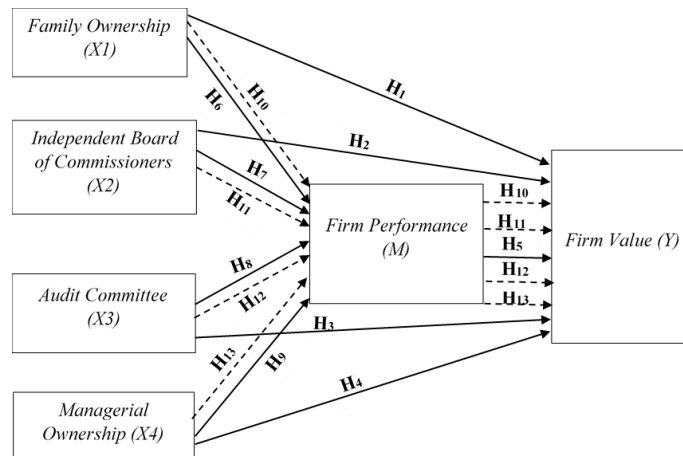 Family Ownership
(X1)
H1
H10
H6
Independent Board
of Commissioners
(X2)
H2
H7
H11
Firm Performance
(M)
H10
H11
H5
H12
H13
Firm Value (Y)
Audit Committee
(X3)
H8
H12
H3
H13
H9
H4
Managerial
Ownership (X4)